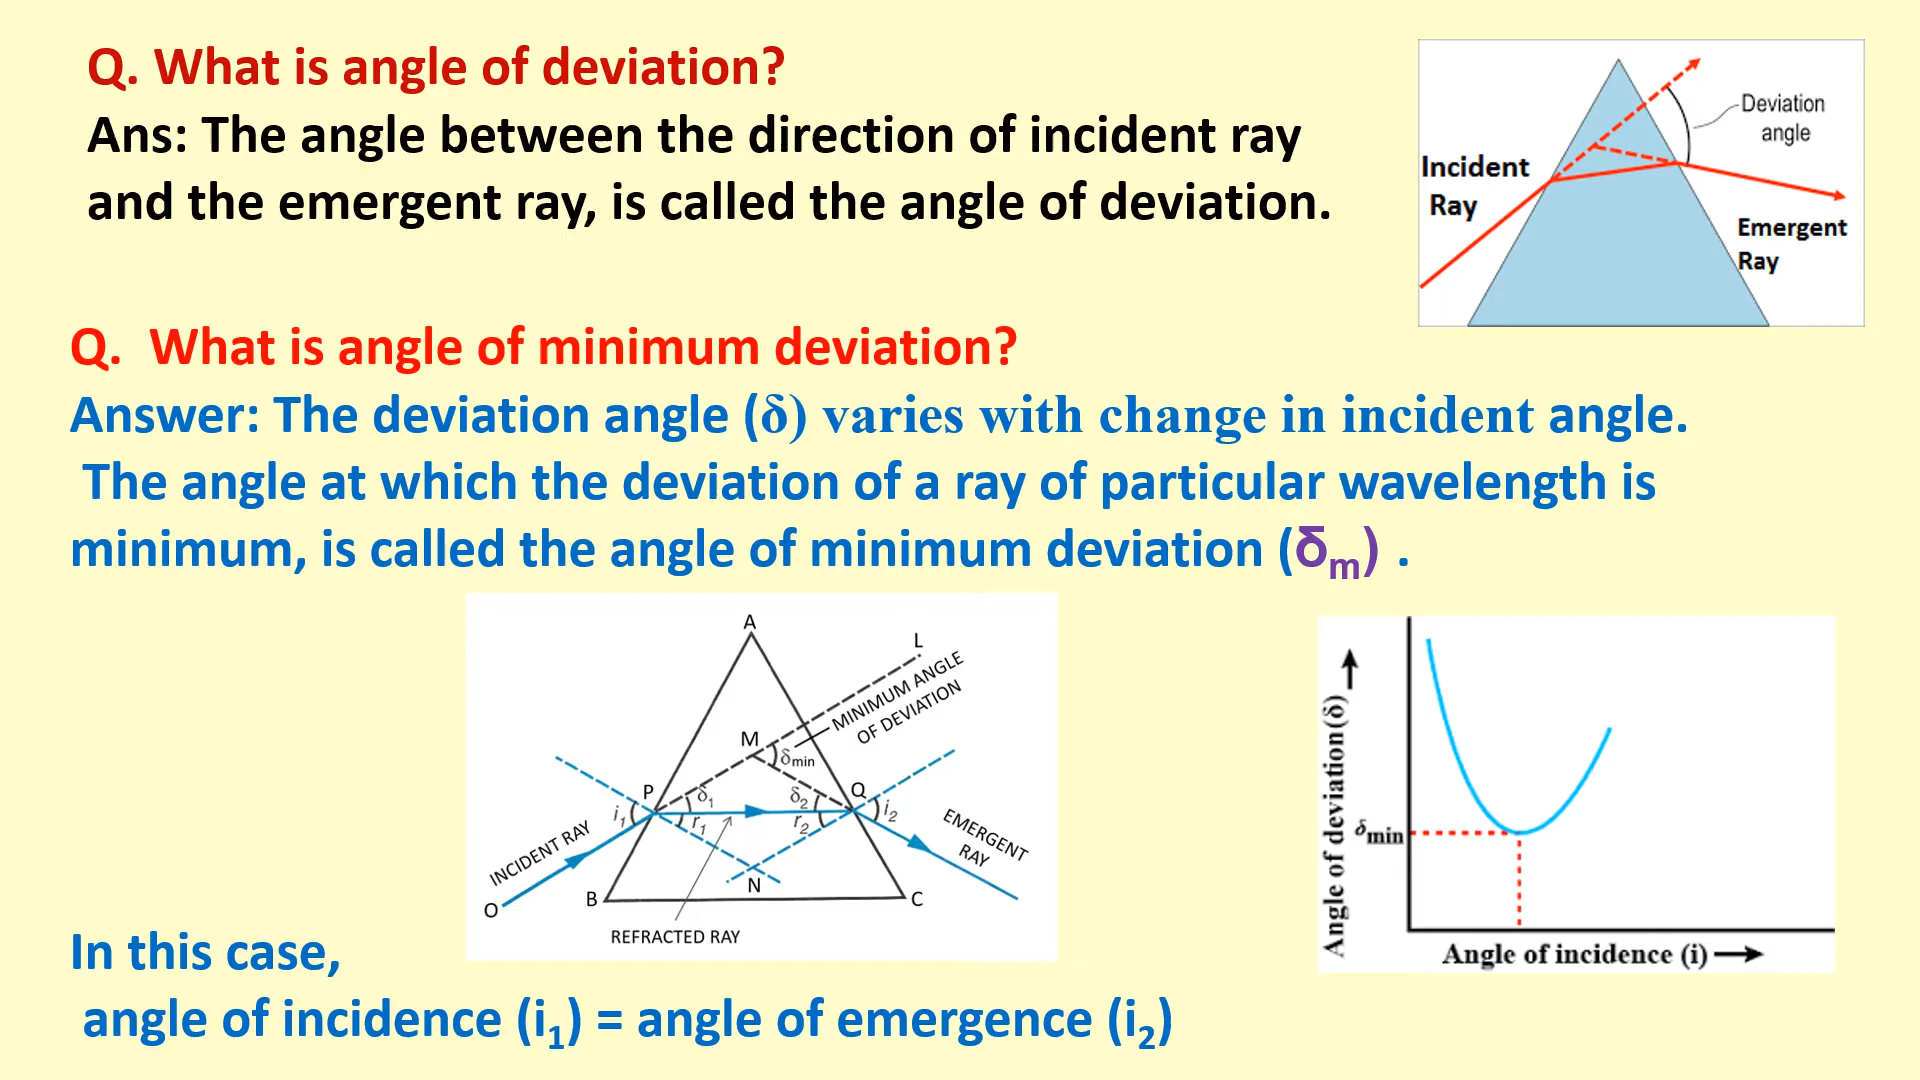 Q. What is angle of deviation?
Ans: The angle between the direction of incident ray
and the emergent ray, is called the angle of deviation.
Deviation
angle
Incident
Ray
Emergent
Ray
Q. What is angle of minimum deviation?
Answer: The deviation angle (δ) varies with change in incident angle.
The angle at which the deviation of a ray of particular wavelength is
minimum, is called the angle of minimum deviation (δm) .
A
L
MINIMUM ANGLE
OF DEVIATION
M
δmin
P
δ1
δ2
Q
i1
r1
r2
i2
INCIDENT RAY
EMERGENT
RAY
N
B
C
O
REFRACTED RAY
Angle of deviation(δ)
δmin
Angle of incidence (i)
In this case,
angle of incidence (i1) = angle of emergence (i2)